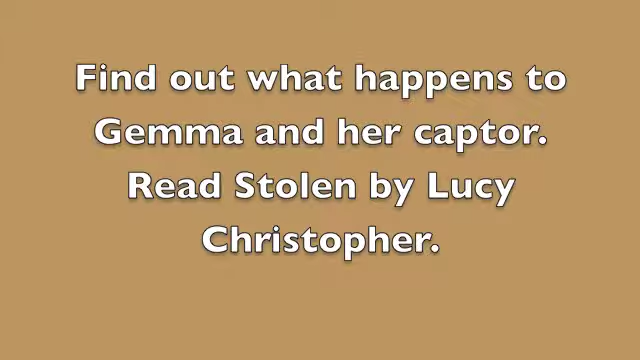 Find out what happens to
Gemma and her captor.
Read Stolen by Lucy
Christopher.